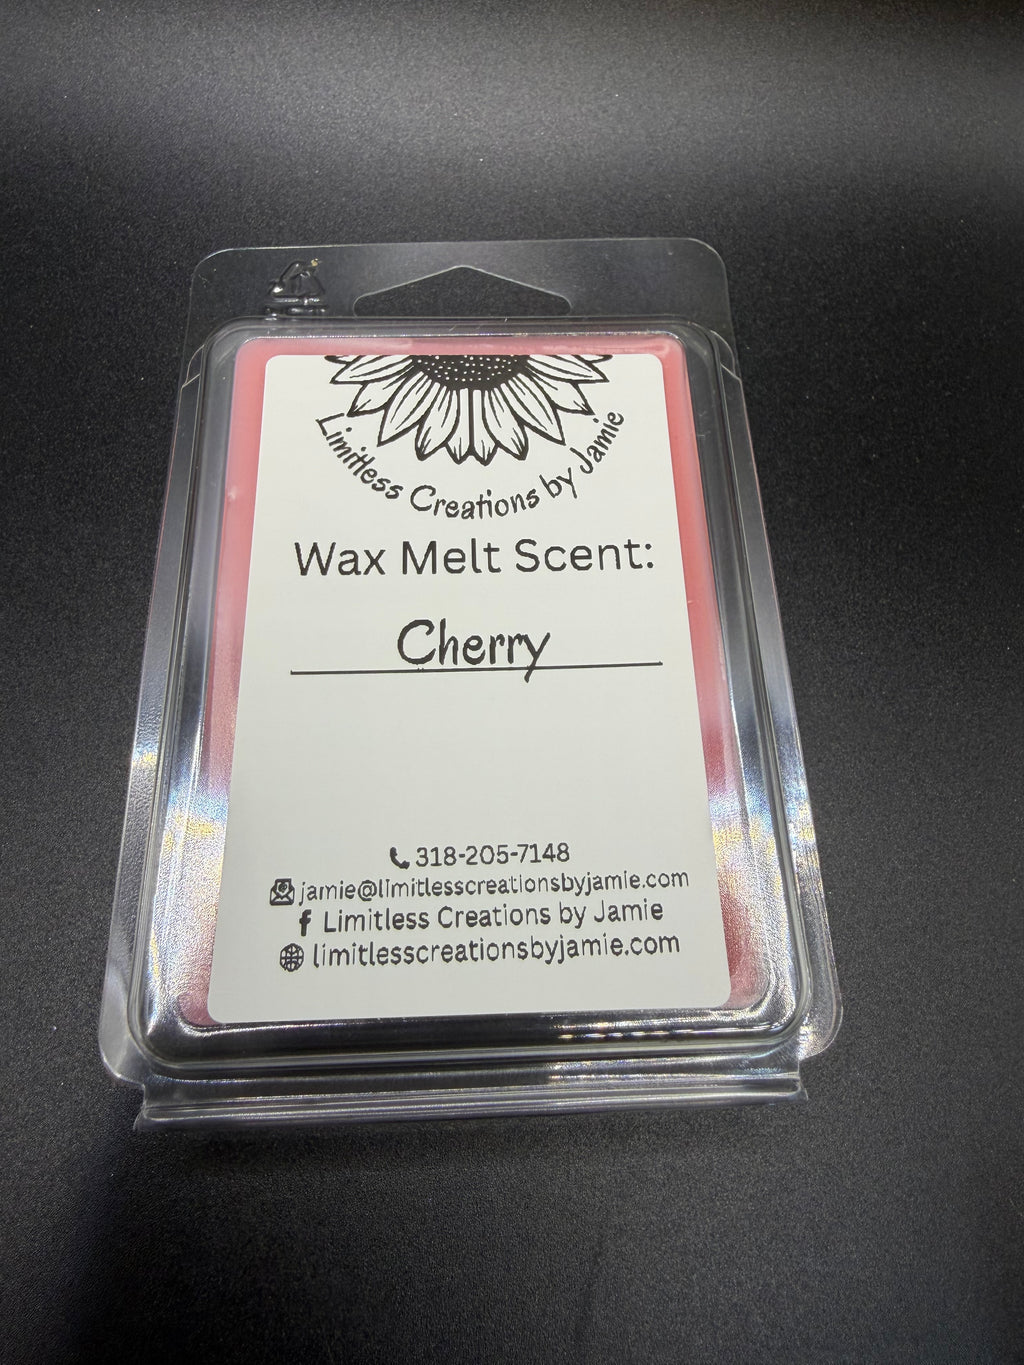 Limitless Creations by Jamie
Wax Melt Scent:
Cherry
318-205-7148
jamie@limitlesscreationsbyjamie.com
Limitless Creations by Jamie
limitlesscreationsbyjamie.com